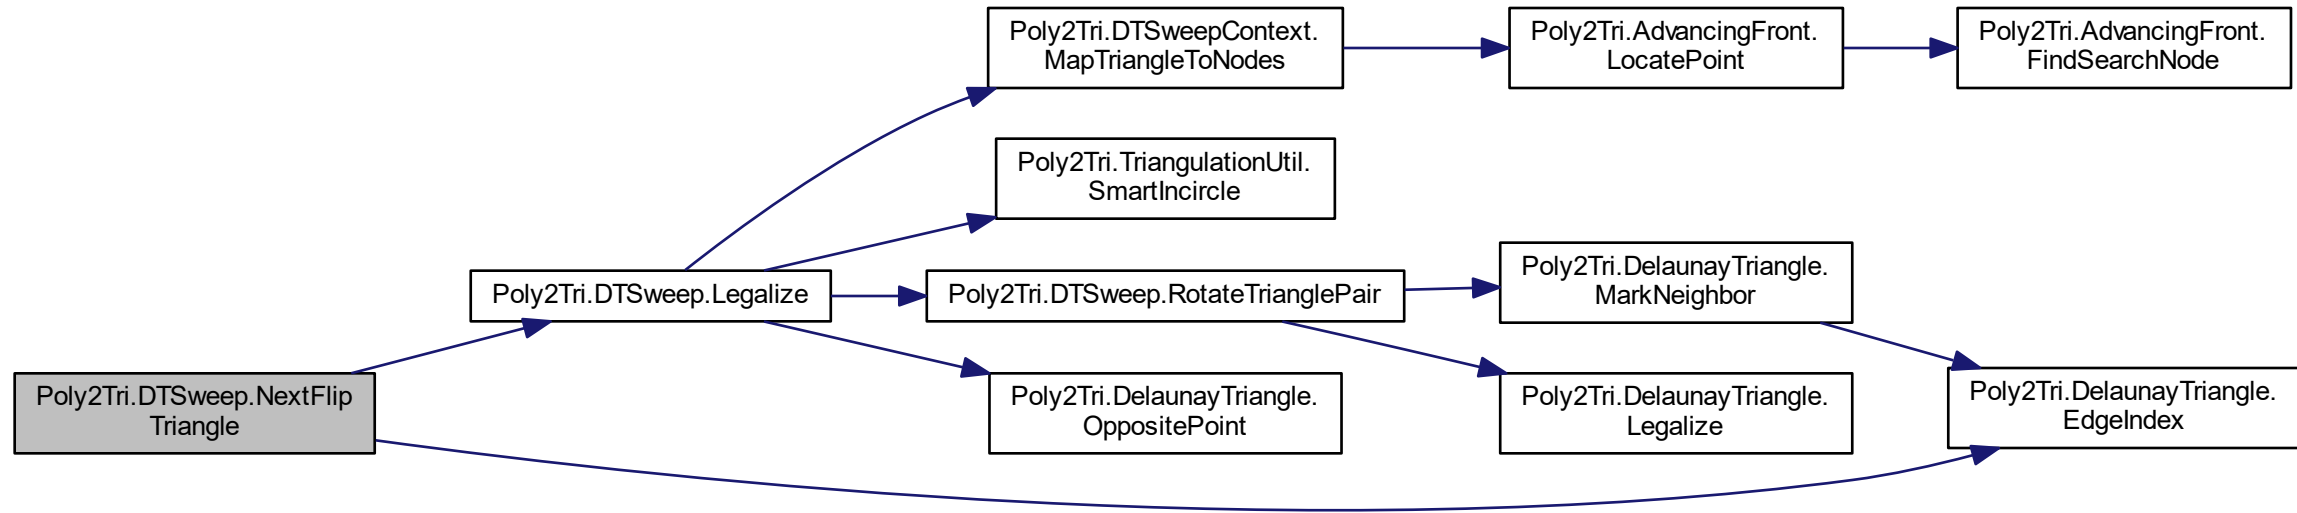 Poly2Tri.DTSweepContext.
MapTriangleToNodes
Poly2Tri.AdvancingFront.
LocatePoint
Poly2Tri.AdvancingFront.
FindSearchNode
Poly2Tri.TriangulationUtil.
SmartIncircle
Poly2Tri.DTSweep.Legalize
Poly2Tri.DTSweep.RotateTrianglePair
Poly2Tri.DelaunayTriangle.
MarkNeighbor
Poly2Tri.DTSweep.NextFlip
Triangle
Poly2Tri.DelaunayTriangle.
OppositePoint
Poly2Tri.DelaunayTriangle.
Legalize
Poly2Tri.DelaunayTriangle.
EdgeIndex